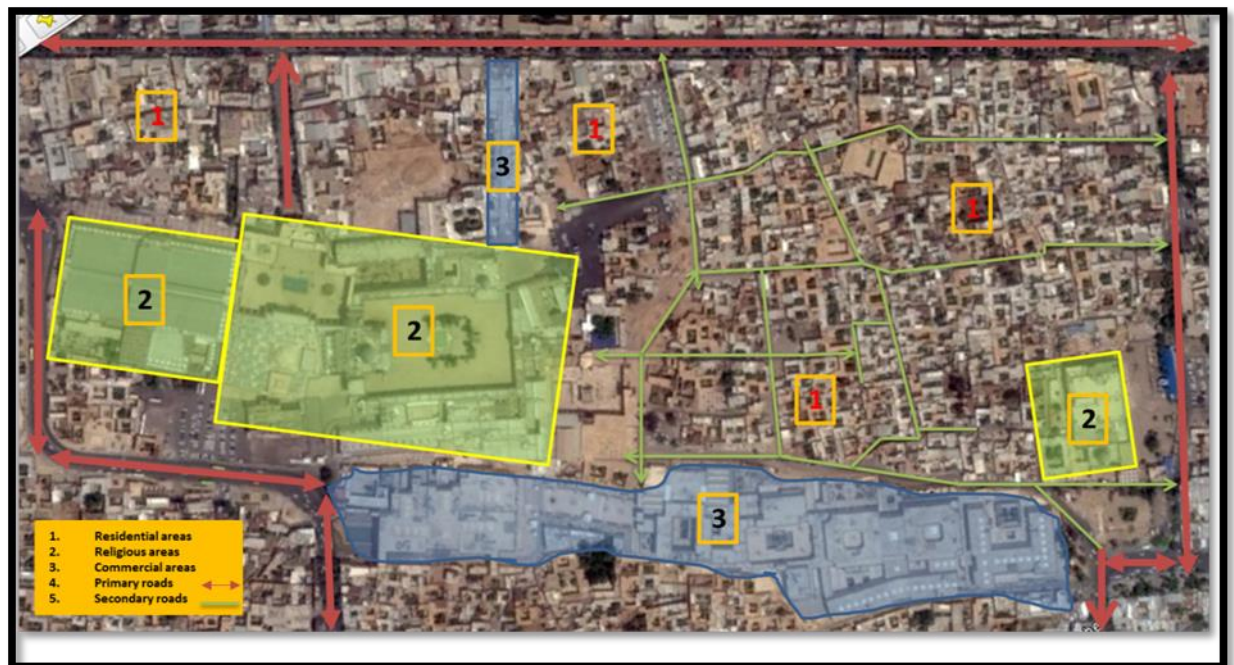 1
1
3
1
2
2
1
2
3
1. Residential areas
2. Religious areas
3. Commercial areas
4. Primary roads
5. Secondary roads